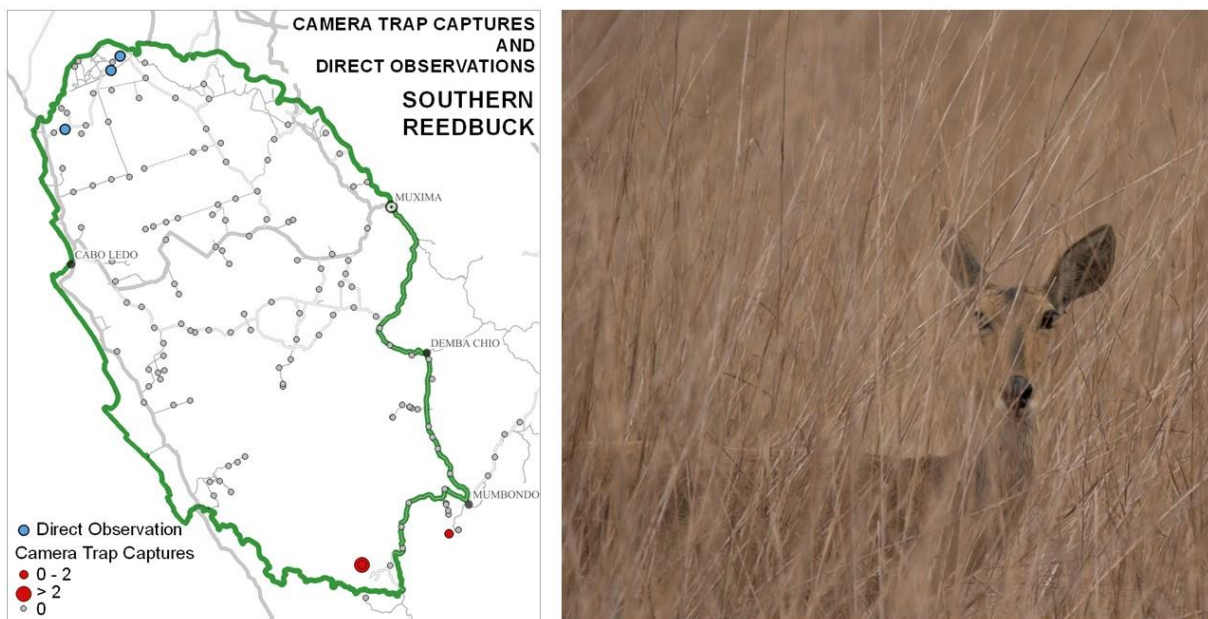 CAMERA TRAP CAPTURES
AND
DIRECT OBSERVATIONS
SOUTHERN
REEDBUCK
MUXIMA
CABO LEDO
DEMBA CHIO
MUMBONDO
Direct Observation
Camera Trap Captures
0 - 2
> 2
0